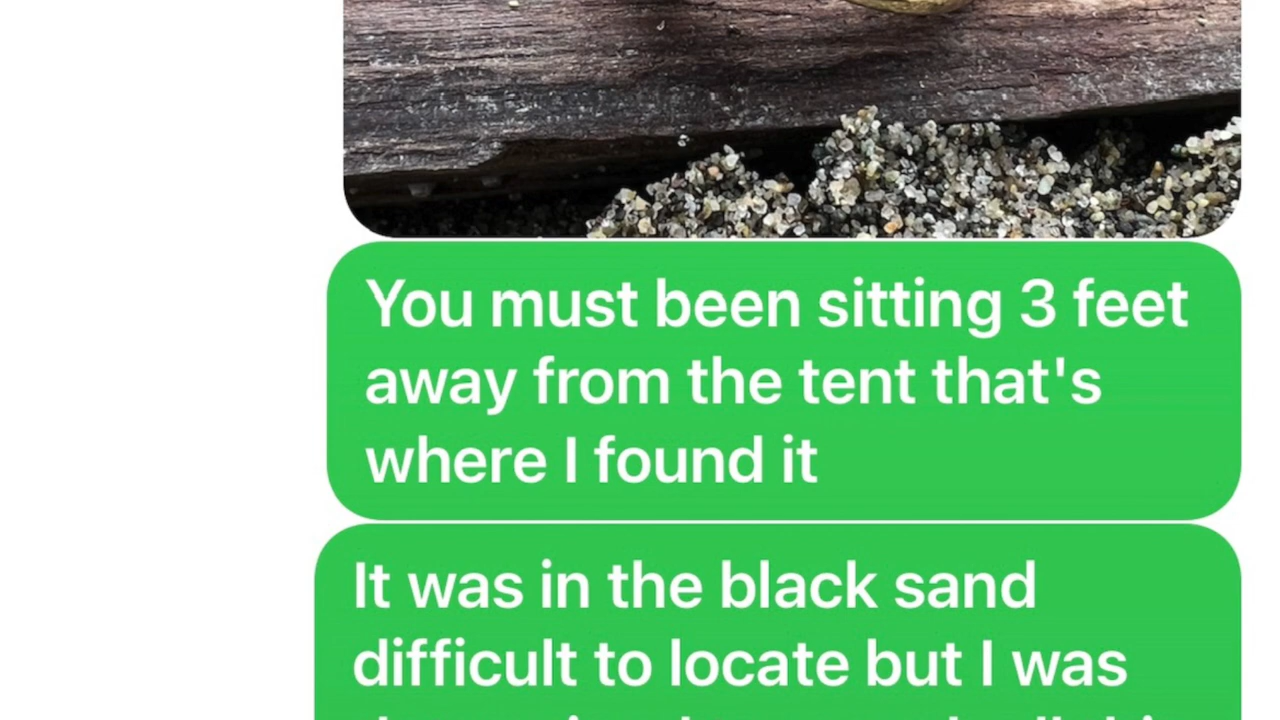 You must been sitting 3 feet
away from the tent that's
where I found it
It was in the black sand
difficult to locate but I was